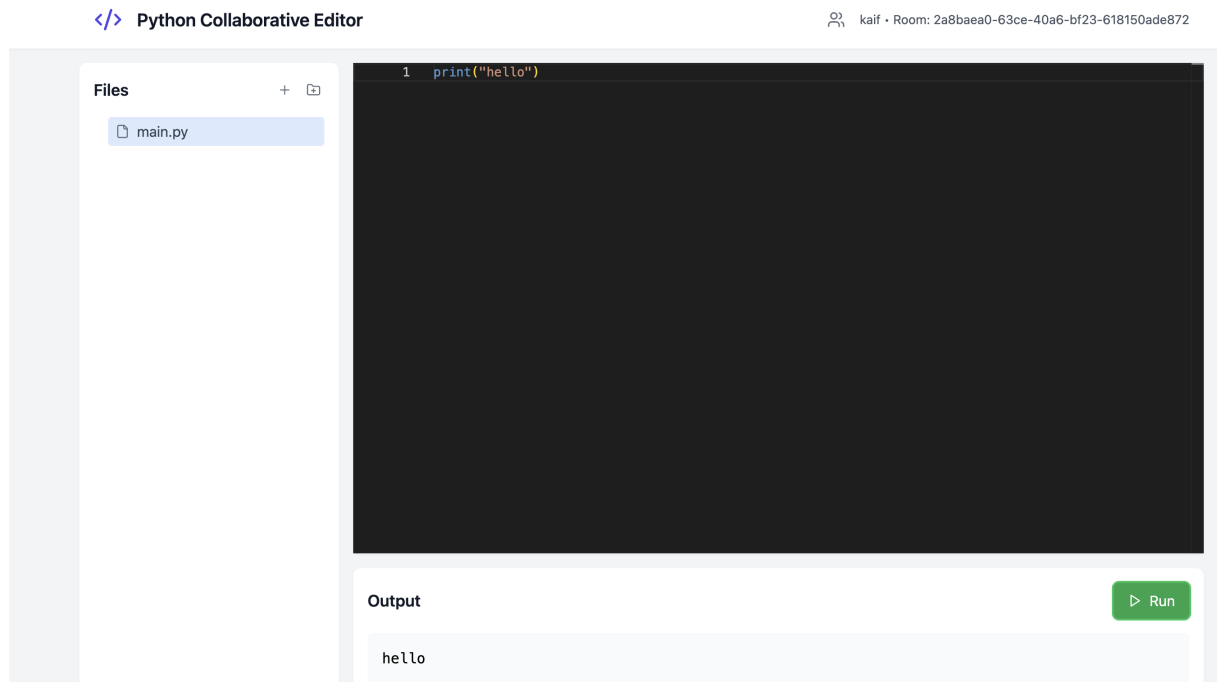 Python Collaborative Editor
kaif • Room: 2a8baea0-63ce-40a6-bf23-618150ade872
Files
main.py
1 print("hello")
Output
Run
hello